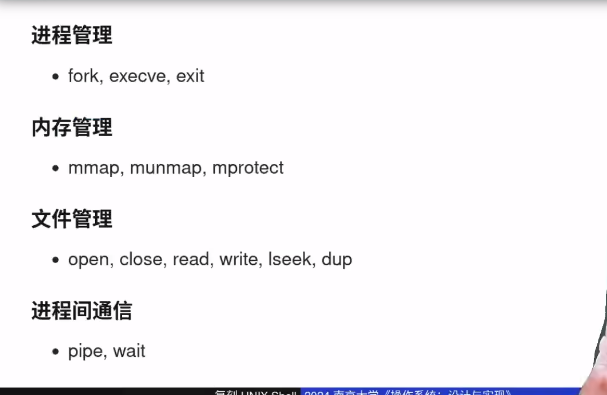 进程管理
• fork, execve, exit
内存管理
• mmap, munmap, mprotect
文件管理
• open, close, read, write, lseek, dup
进程间通信
• pipe, wait
复刻 UNIX Shell 2024 南京大学《操作系统：设计与实现》